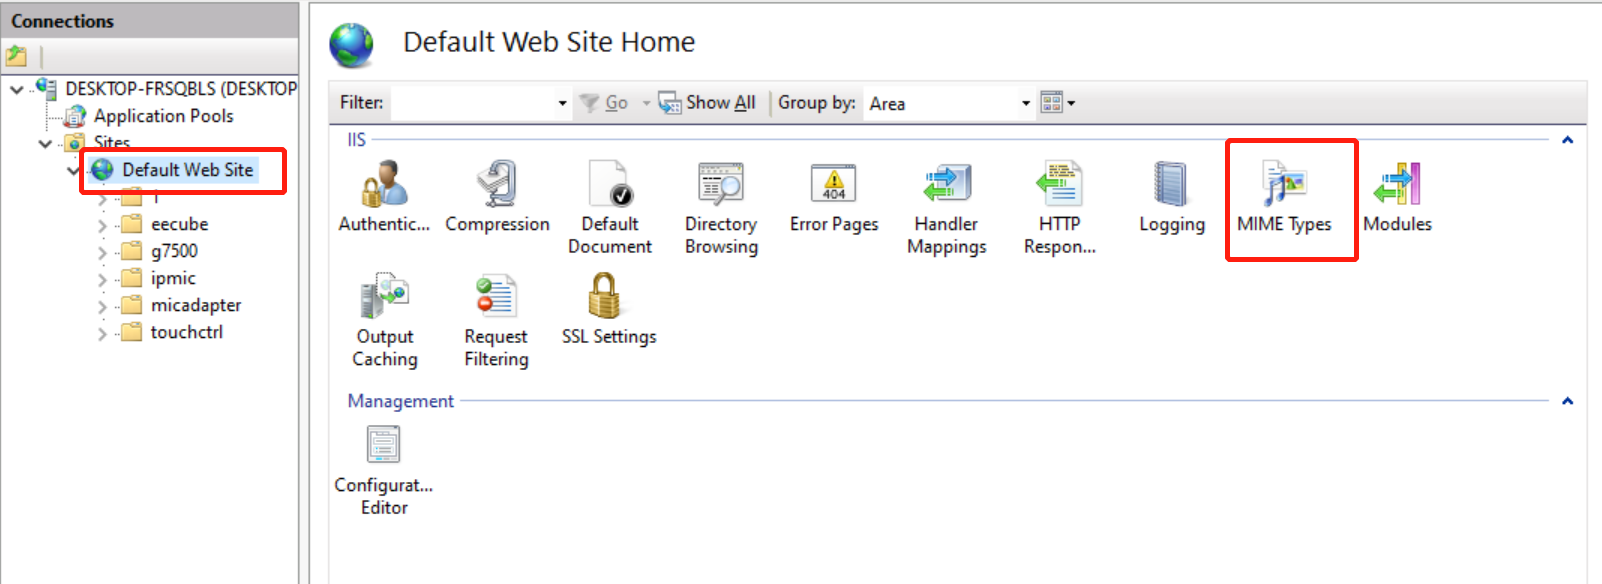 Connections
DESKTOP-FRSQBLS (DESKTOP
Application Pools
Sites
Default Web Site
eecube
g7500
ipmic
micadapter
touchctrl
Default Web Site Home
Filter:
Go
Show All
Group by:
Area
IIS
Authentic...
Compression
Default
Document
Directory
Browsing
404
Error Pages
Handler
Mappings
HTTP
Respon...
Logging
MIME Types
Modules
Output
Caching
Request
Filtering
SSL Settings
Management
Configurat...
Editor